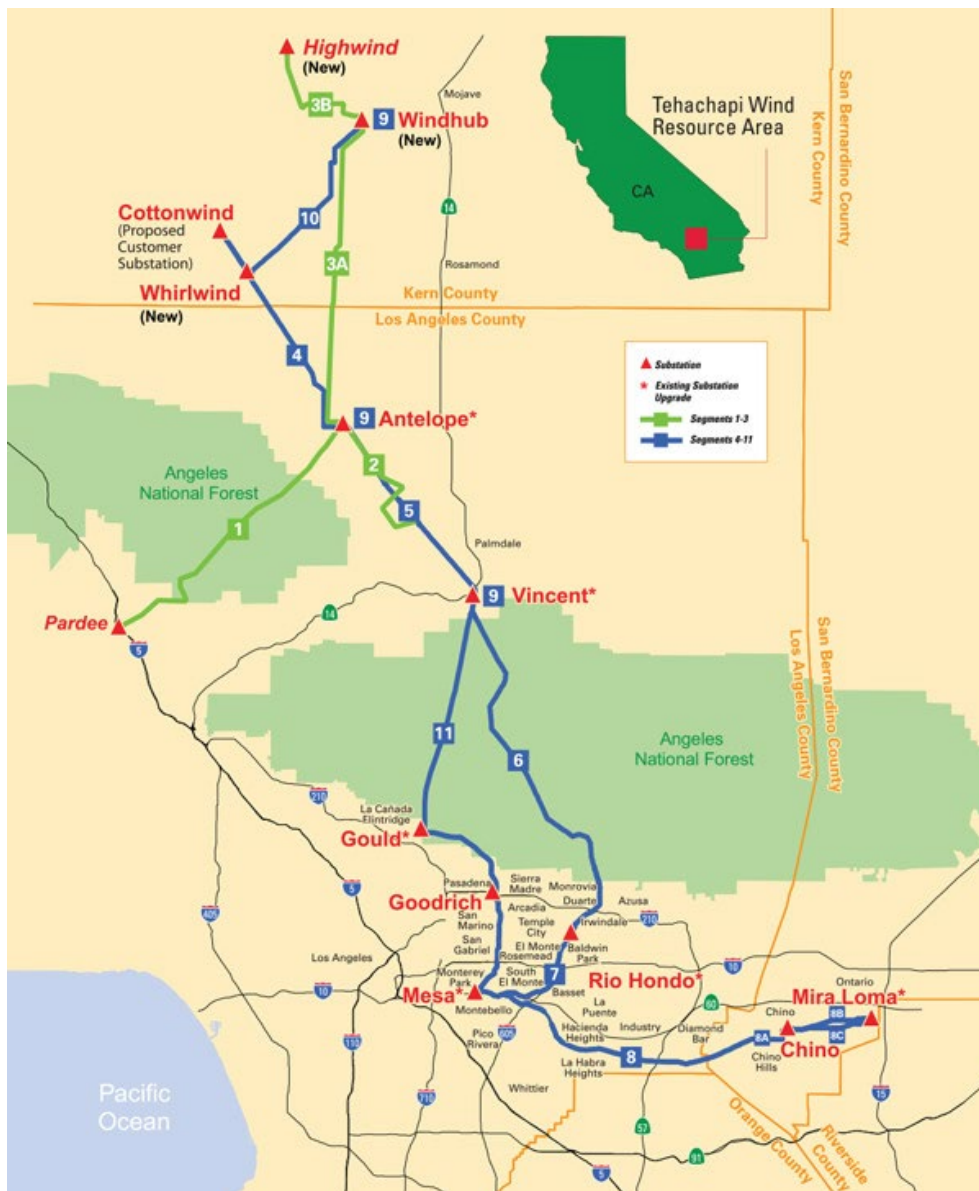 Highwind
(New)
3B
9
Windhub
(New)
Mojave
Tehachapi Wind
Resource Area
CA
San Bernardino County
Kern County
Cottonwind
(Proposed
Customer
Substation)
10
14
3A
Rosamond
Whirlwind
(New)
Kern County
Los Angeles County
4
Substation
* Existing Substation
Upgrade
Segments 1-3
Segments 4-11
9
Antelope*
2
5
Angeles
National Forest
1
Palmdale
Vincent*
9
14
Pardee
5
San Bernardino County
Los Angeles County
11
6
Angeles
National Forest
210
La Cañada
Flintridge
Gould*
5
405
Pasadena
Sierra
Madre
Monrovia
Duarte
Azusa
Goodrich
Arcadia
San
Marino
Temple
City
Irwindale
210
San
Gabriel
El Monte
Rosemead
Baldwin
Park
Los Angeles
Monterey
Park
South
El Monte
7
Rio Hondo*
10
10
Mesa*
Basset
Montebello
La
Puente
60
Ontario
Mira Loma*
Chino
8B
8A
8C
Chino
Pico
Rivera
605
Hacienda
Heights
Industry
Diamond
Bar
110
8
La Habra
Heights
Chino
Hills
Whittier
710
15
57
91
5
Pacific
Ocean
Orange County
Riverside
County